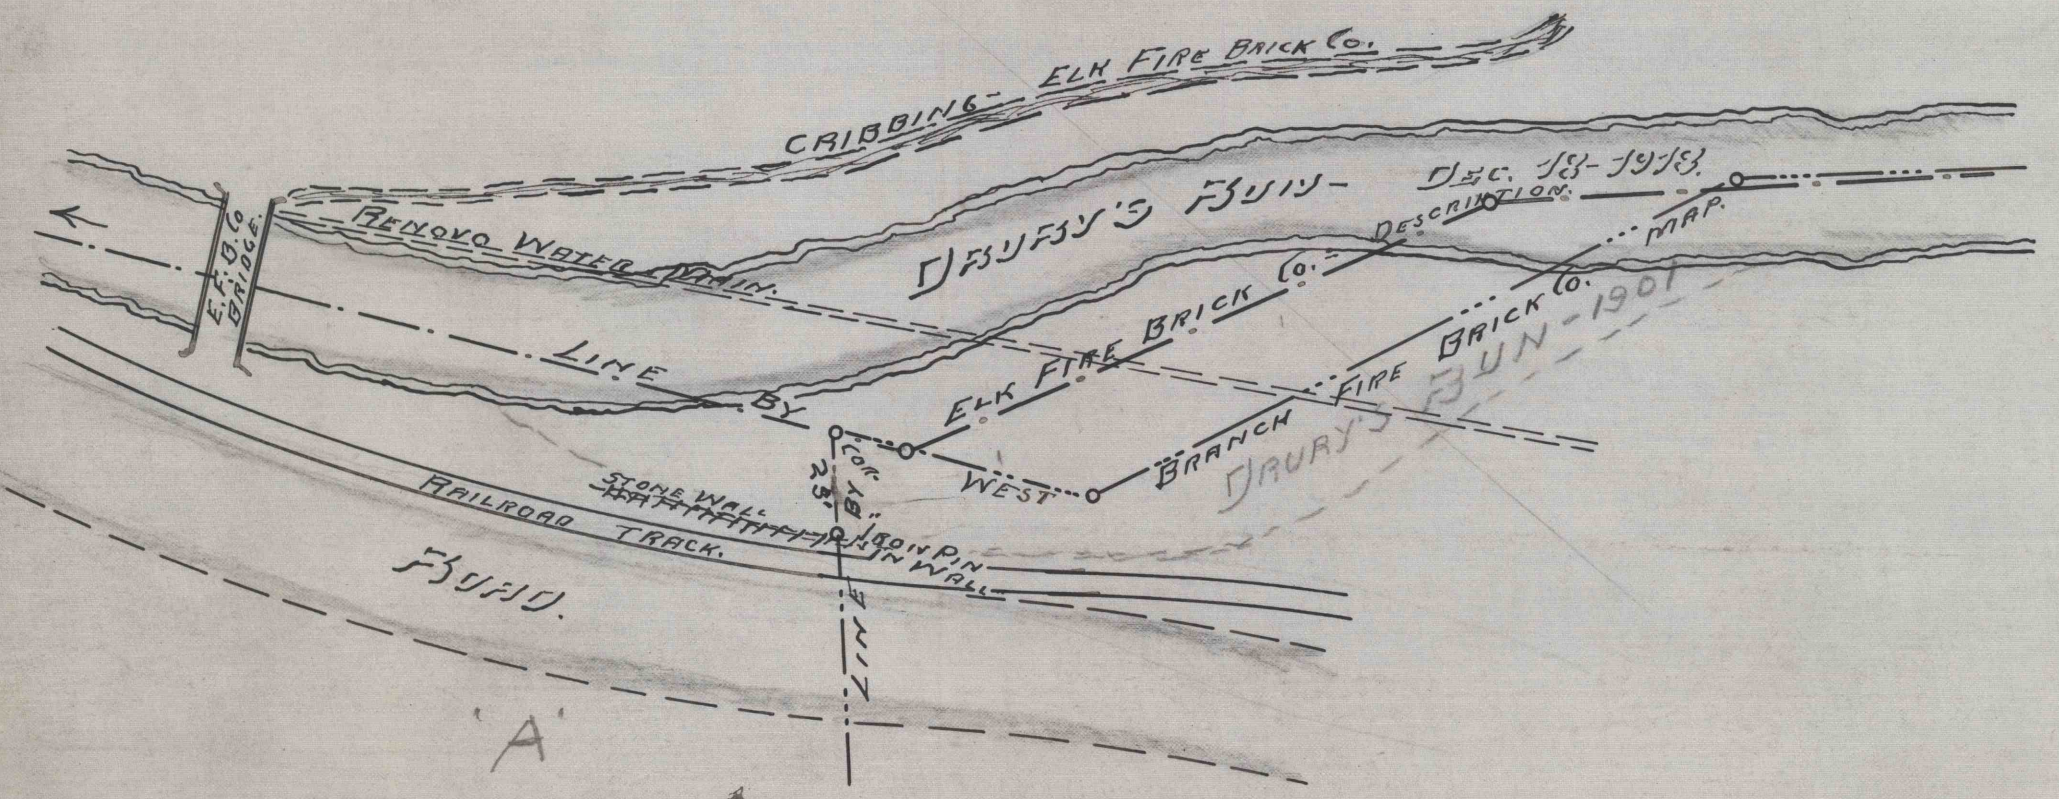 CRIBBING - ELK FIRE BRICK CO.
E.F.B.CO
BRIDGE.
RENOVO WATER MAIN.
DRURY'S RUN -
DEC. 18 - 1918.
LINE BY ELK FIRE BRICK CO. - DESCRIPTION.
WEST BRANCH FIRE BRICK CO. MAP.
DRURY'S RUN - 1901
COR. BY"
25'
STONE WALL
IRON PIN
IN WALL
RAILROAD TRACK.
LINE
ROAD.
'A'